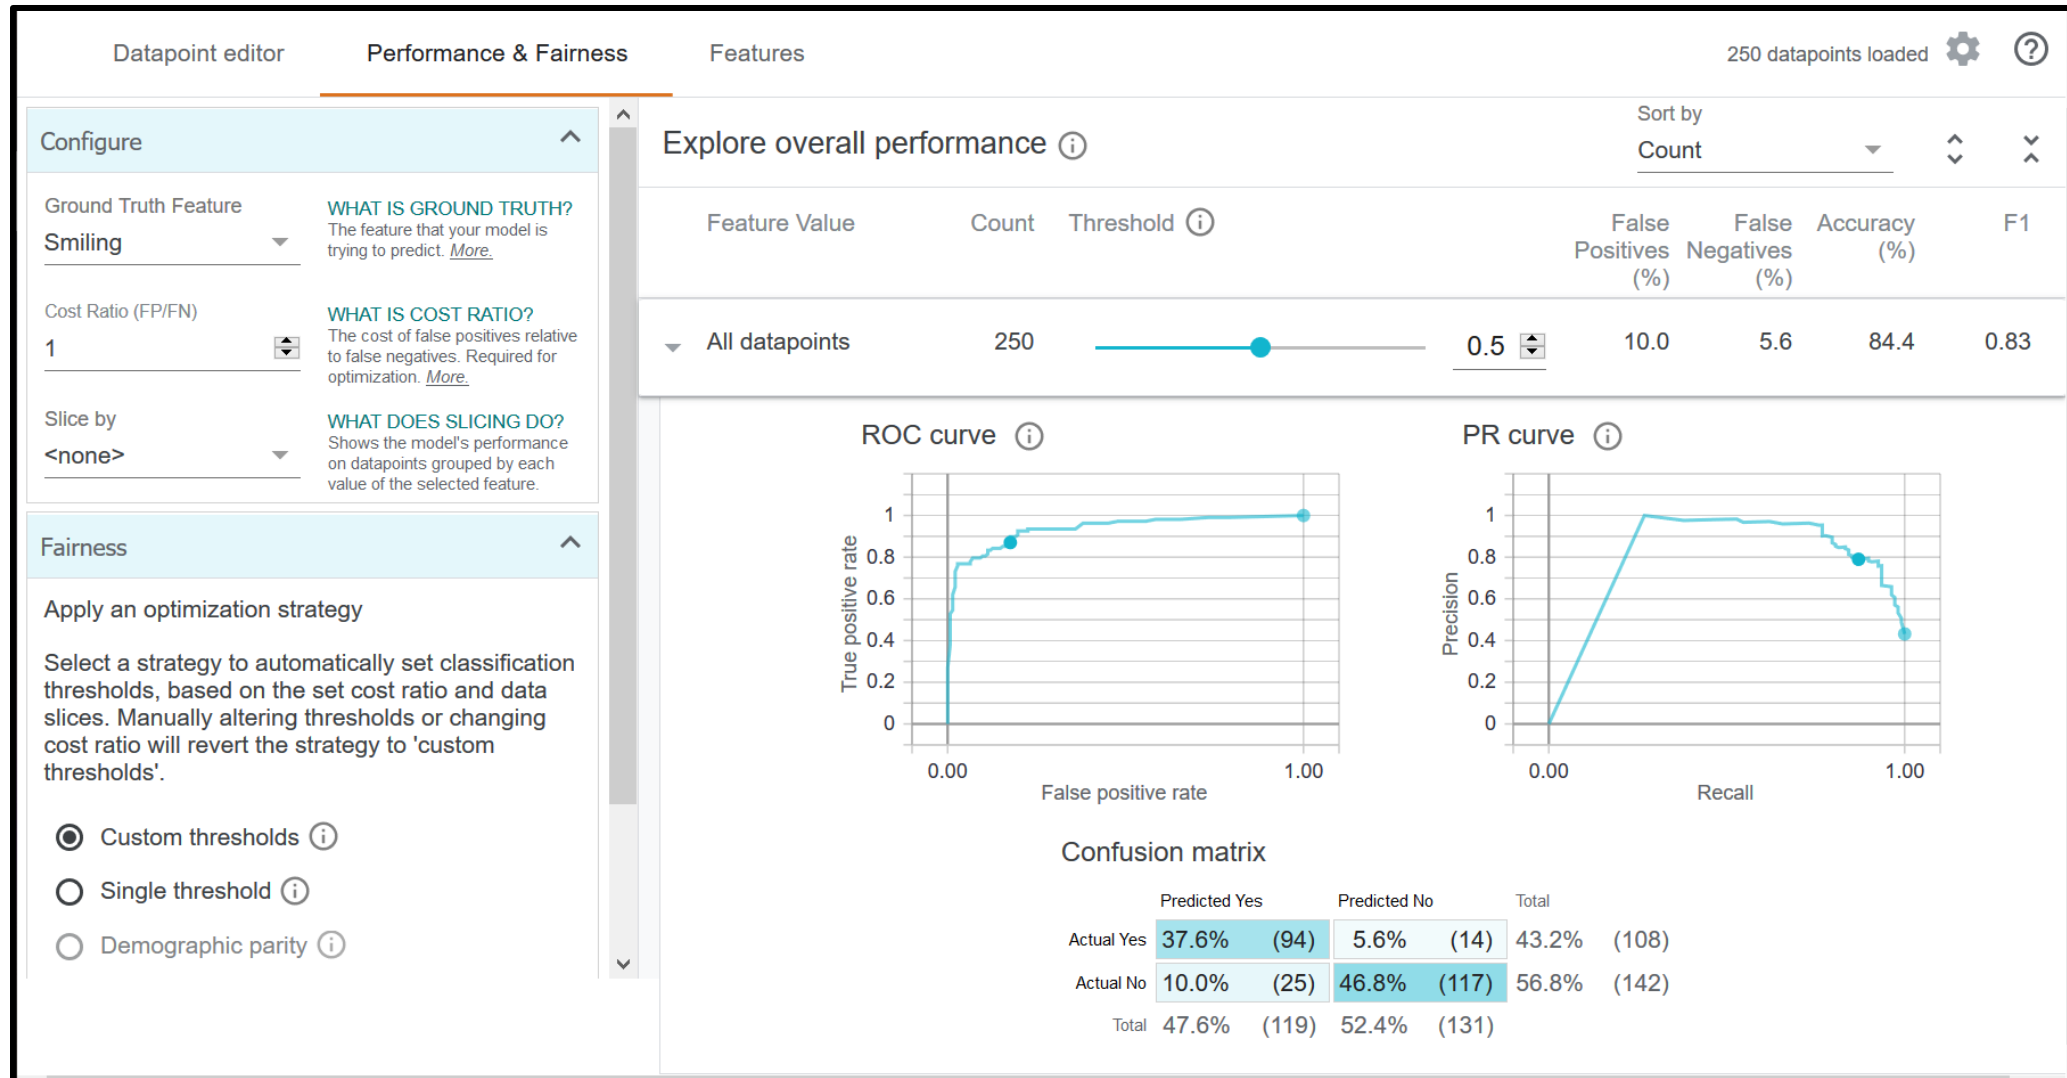 Datapoint editor
Performance & Fairness
Features
250 datapoints loaded
Configure
Ground Truth Feature
Smiling
WHAT IS GROUND TRUTH?
The feature that your model is
trying to predict. More.
Cost Ratio (FP/FN)
1
WHAT IS COST RATIO?
The cost of false positives relative
to false negatives. Required for
optimization. More.
Slice by
<none>
WHAT DOES SLICING DO?
Shows the model's performance
on datapoints grouped by each
value of the selected feature.
Fairness
Apply an optimization strategy
Select a strategy to automatically set classification
thresholds, based on the set cost ratio and data
slices. Manually altering thresholds or changing
cost ratio will revert the strategy to 'custom
thresholds'.
Custom thresholds
Single threshold
Demographic parity
Explore overall performance
Sort by
Count
Feature Value Count Threshold False Positives (%) False Negatives (%) Accuracy (%) F1
All datapoints 250 0.5 10.0 5.6 84.4 0.83
ROC curve
1
0.8
0.6
0.4
0.2
0
True positive rate
0.00 1.00
False positive rate
PR curve
1
0.8
0.6
0.4
0.2
0
Precision
0.00 1.00
Recall
Confusion matrix
Predicted Yes Predicted No Total
Actual Yes 37.6% (94) 5.6% (14) 43.2% (108)
Actual No 10.0% (25) 46.8% (117) 56.8% (142)
Total 47.6% (119) 52.4% (131)